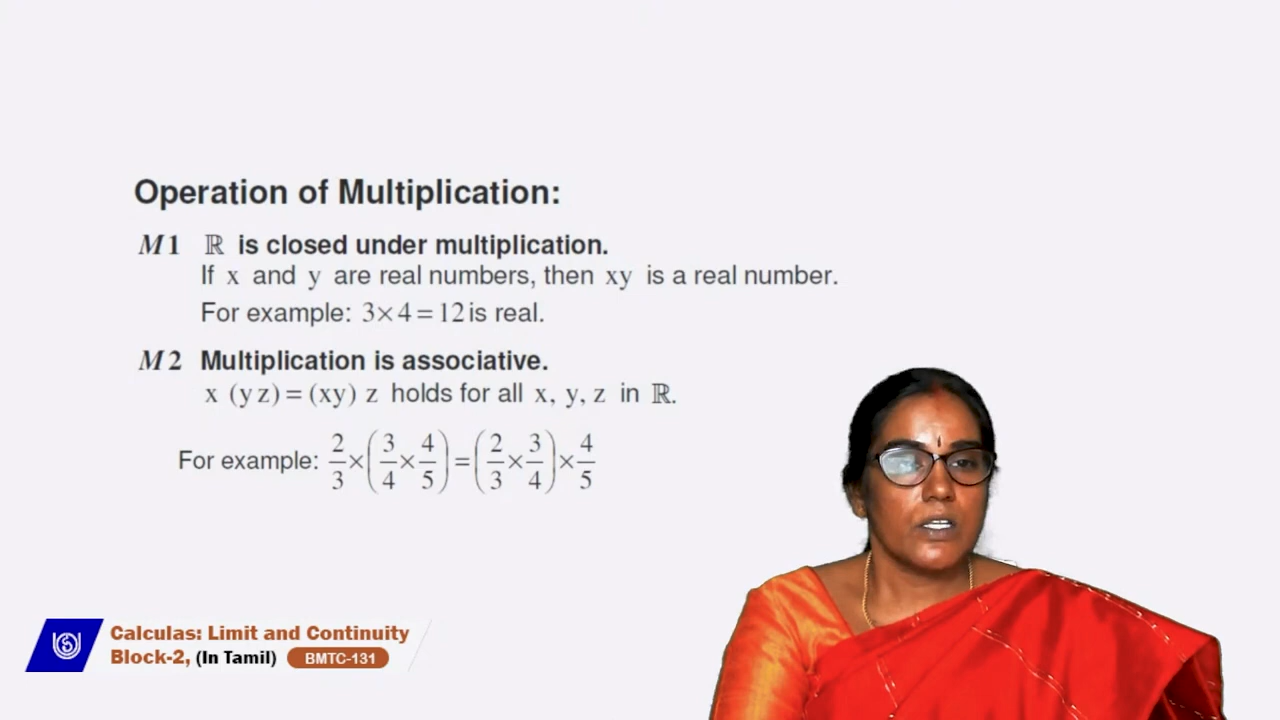 Operation of Multiplication:
M1 ℝ is closed under multiplication.
If x and y are real numbers, then xy is a real number.
For example: 3×4=12 is real.
M2 Multiplication is associative.
x (y z) = (xy) z holds for all x, y, z in ℝ.
For example: 2/3 × (3/4 × 4/5) = (2/3 × 3/4) × 4/5
Calculas: Limit and Continuity
Block-2, (In Tamil) BMTC-131